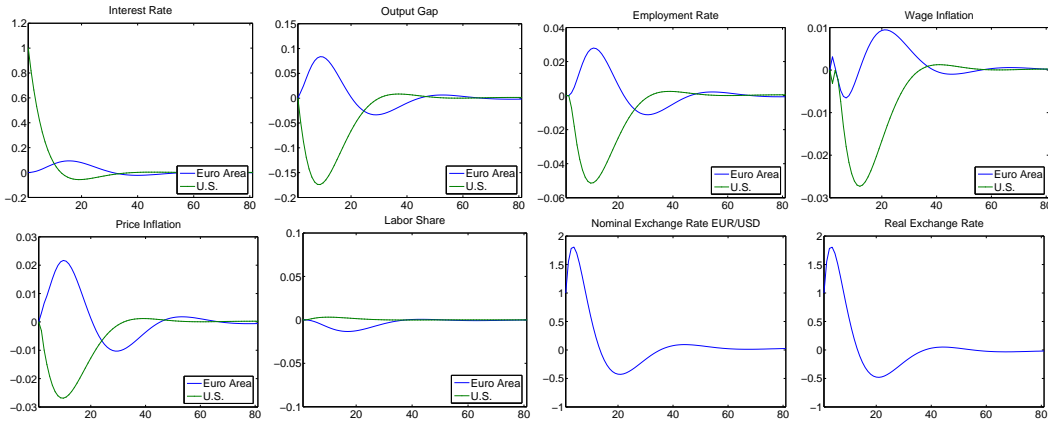 Interest Rate
1.2
1
0.8
0.6
0.4
0.2
0
−0.2
20 40 60 80
Euro Area
U.S.
Output Gap
0.15
0.1
0.05
0
−0.05
−0.1
−0.15
−0.2
20 40 60 80
Euro Area
U.S.
Employment Rate
0.04
0.02
0
−0.02
−0.04
−0.06
20 40 60 80
Euro Area
U.S.
Wage Inflation
0.01
0
−0.01
−0.02
−0.03
20 40 60 80
Euro Area
U.S.
Price Inflation
0.03
0.02
0.01
0
−0.01
−0.02
−0.03
20 40 60 80
Euro Area
U.S.
Labor Share
0.1
0.05
0
−0.05
−0.1
20 40 60 80
Euro Area
U.S.
Nominal Exchange Rate EUR/USD
2
1.5
1
0.5
0
−0.5
−1
20 40 60 80
Real Exchange Rate
2
1.5
1
0.5
0
−0.5
−1
20 40 60 80